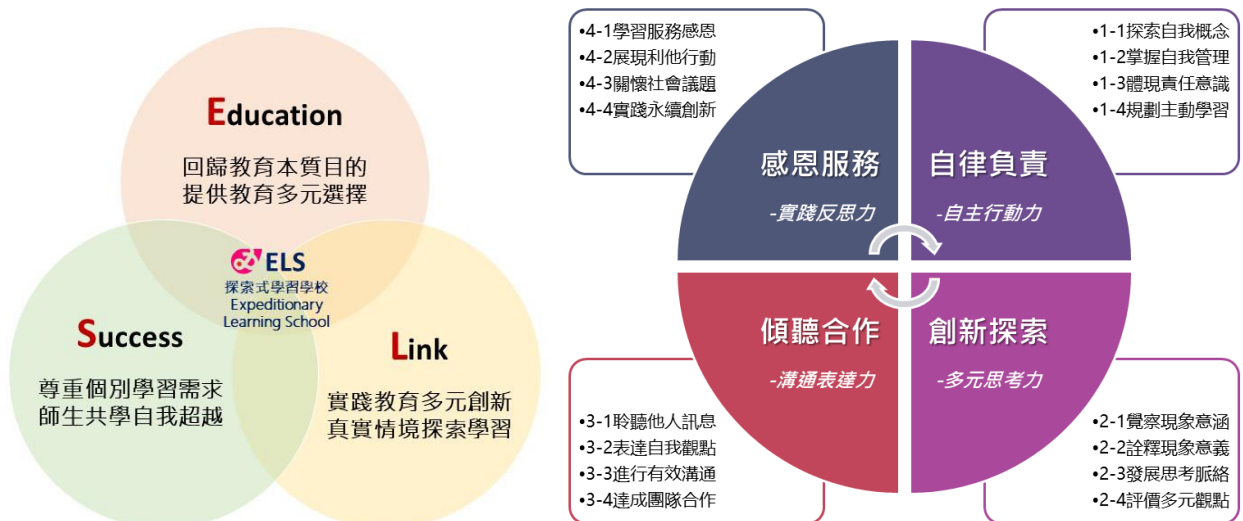 Education
回歸教育本質目的
提供教育多元選擇
ELS
探索式學習學校
Expeditionary
Learning School
Success
尊重個別學習需求
師生共學自我超越
Link
實踐教育多元創新
真實情境探索學習
•4-1學習服務感恩
•4-2展現利他行動
•4-3關懷社會議題
•4-4實踐永續創新
•1-1探索自我概念
•1-2掌握自我管理
•1-3體現責任意識
•1-4規劃主動學習
感恩服務
-實踐反思力
自律負責
-自主行動力
傾聽合作
-溝通表達力
創新探索
-多元思考力
•3-1聆聽他人訊息
•3-2表達自我觀點
•3-3進行有效溝通
•3-4達成團隊合作
•2-1覺察現象意涵
•2-2詮釋現象意義
•2-3發展思考脈絡
•2-4評價多元觀點